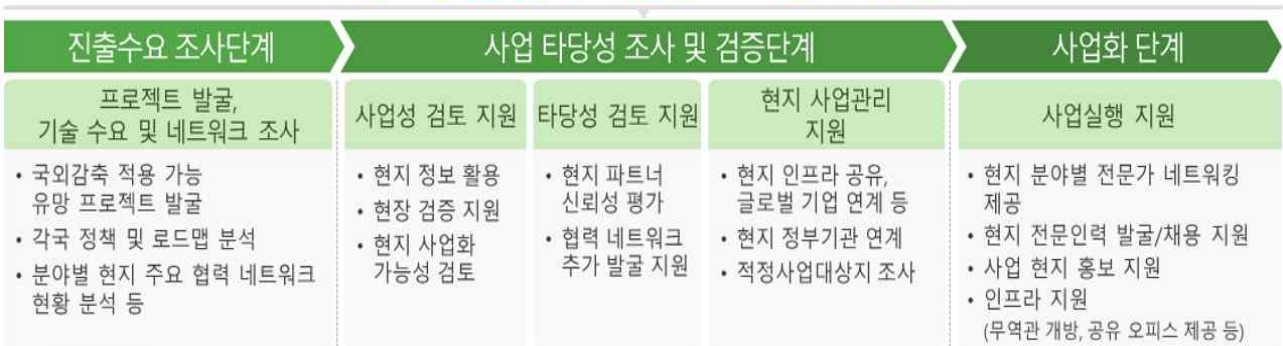 진출수요 조사단계
사업 타당성 조사 및 검증단계
사업화 단계
프로젝트 발굴,
기술 수요 및 네트워크 조사
• 국외감축 적용 가능
유망 프로젝트 발굴
• 각국 정책 및 로드맵 분석
• 분야별 현지 주요 협력 네트워크
현황 분석 등
사업성 검토 지원
• 현지 정보 활용
• 현장 검증 지원
• 현지 사업화
가능성 검토
타당성 검토 지원
• 현지 파트너
신뢰성 평가
• 협력 네트워크
추가 발굴 지원
현지 사업관리
지원
• 현지 인프라 공유,
글로벌 기업 연계 등
• 현지 정부기관 연계
• 적정사업대상지 조사
사업실행 지원
• 현지 분야별 전문가 네트워킹
제공
• 현지 전문인력 발굴/채용 지원
• 사업 현지 홍보 지원
• 인프라 지원
(무역관 개방, 공유 오피스 제공 등)